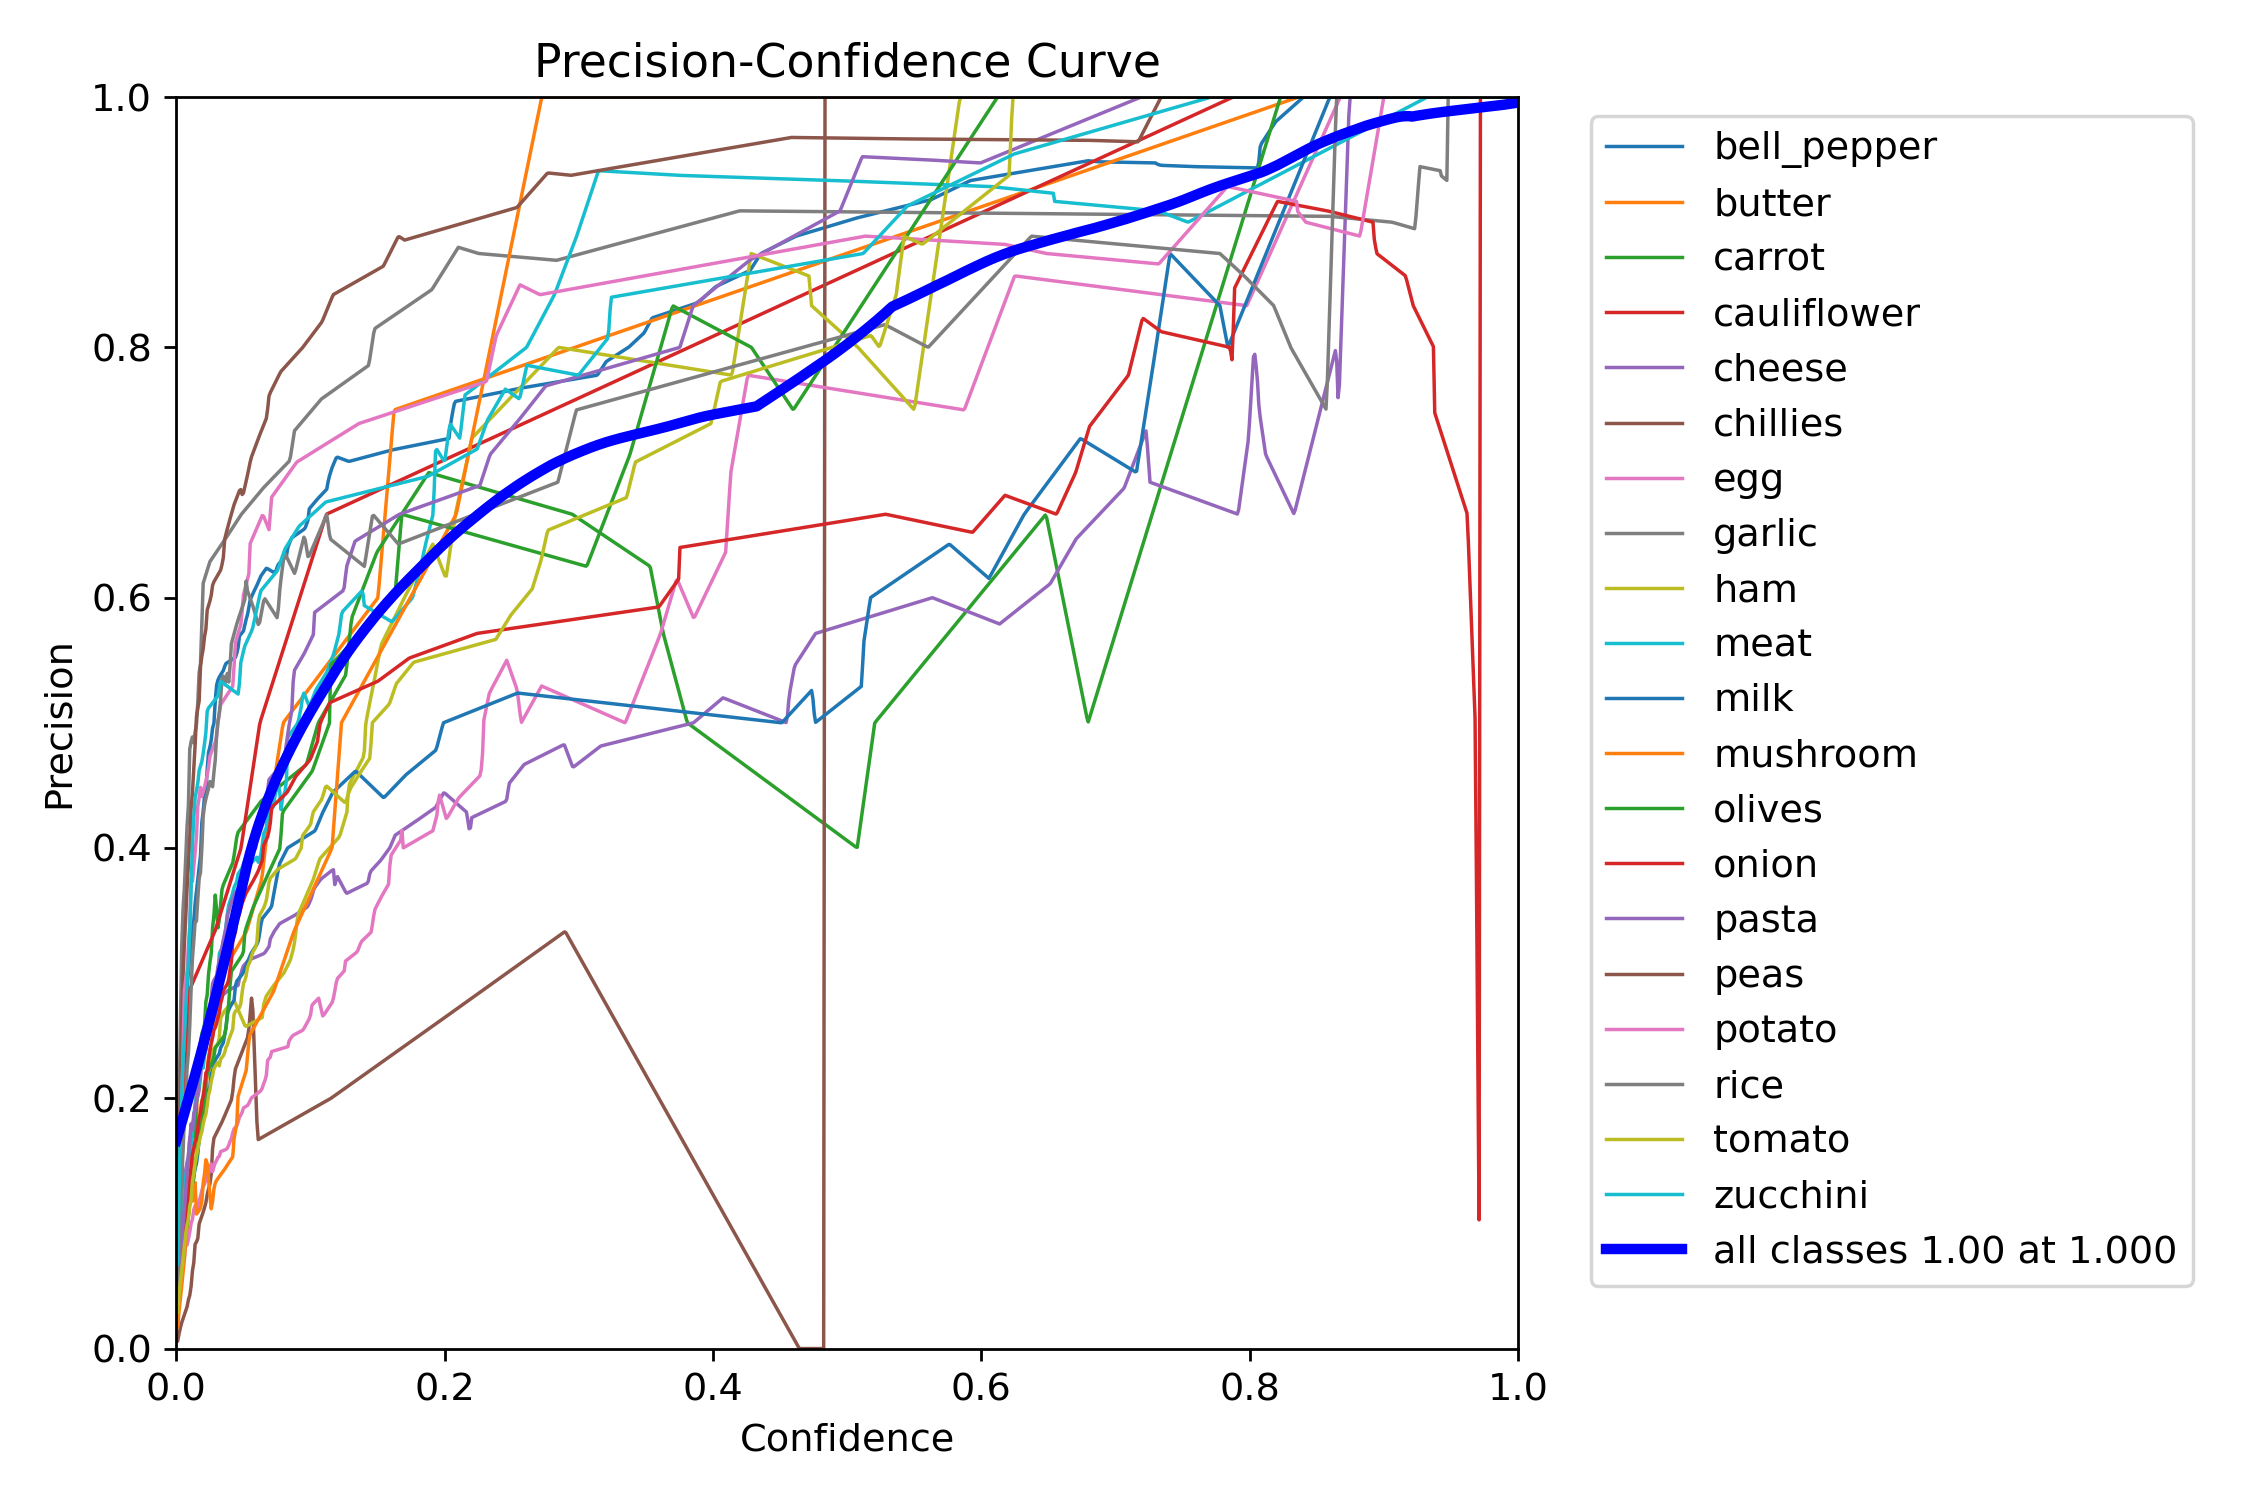 Precision-Confidence Curve
1.0
0.8
0.6
0.4
0.2
0.0
Precision
0.0 0.2 0.4 0.6 0.8 1.0
Confidence
bell_pepper
butter
carrot
cauliflower
cheese
chillies
egg
garlic
ham
meat
milk
mushroom
olives
onion
pasta
peas
potato
rice
tomato
zucchini
all classes 1.00 at 1.000